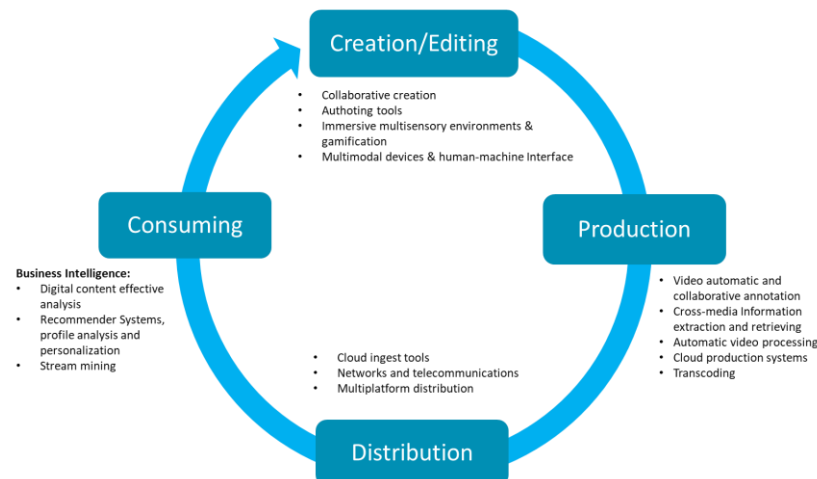 Creation/Editing
• Collaborative creation
• Authoting tools
• Immersive multisensory environments &
gamification
• Multimodal devices & human-machine Interface
Consuming
Production
Business Intelligence:
• Digital content effective
analysis
• Recommender Systems,
profile analysis and
personalization
• Stream mining
• Video automatic and
collaborative annotation
• Cross-media Information
extraction and retrieving
• Automatic video processing
• Cloud production systems
• Transcoding
• Cloud ingest tools
• Networks and telecommunications
• Multiplatform distribution
Distribution